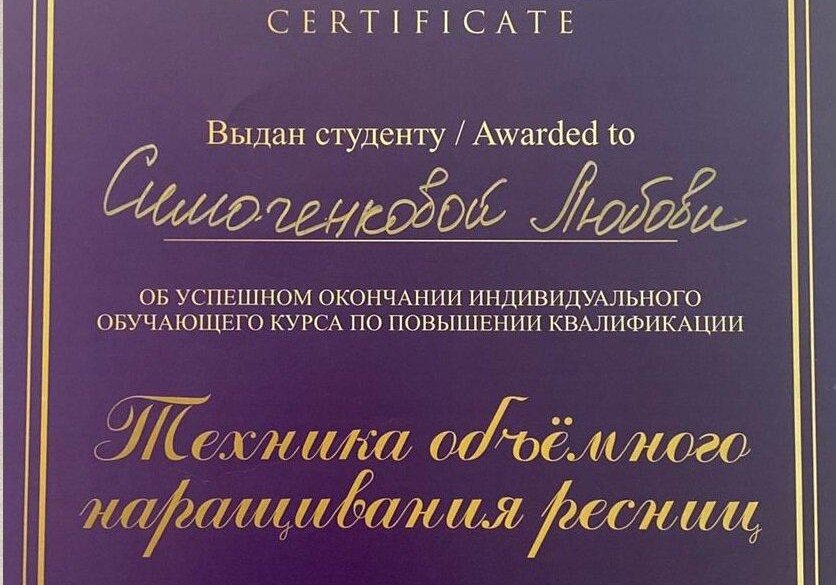 CERTIFICATE
Выдан студенту / Awarded to
Симоченковой Любови
ОБ УСПЕШНОМ ОКОНЧАНИИ ИНДИВИДУАЛЬНОГО
ОБУЧАЮЩЕГО КУРСА ПО ПОВЫШЕНИИ КВАЛИФИКАЦИИ
Техника объёмного
наращивания ресниц